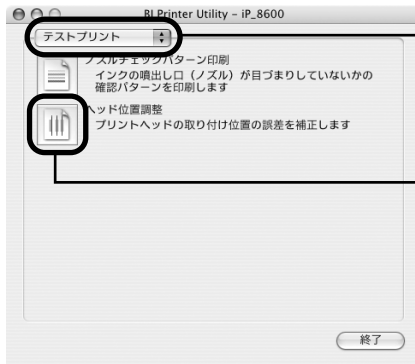 BJ Printer Utility – iP_8600
テストプリント
ノズルチェックパターン印刷
インクの噴出し口（ノズル）が目づまりしていないかの
確認パターンを印刷します
ヘッド位置調整
プリントヘッドの取り付け位置の誤差を補正します
終了